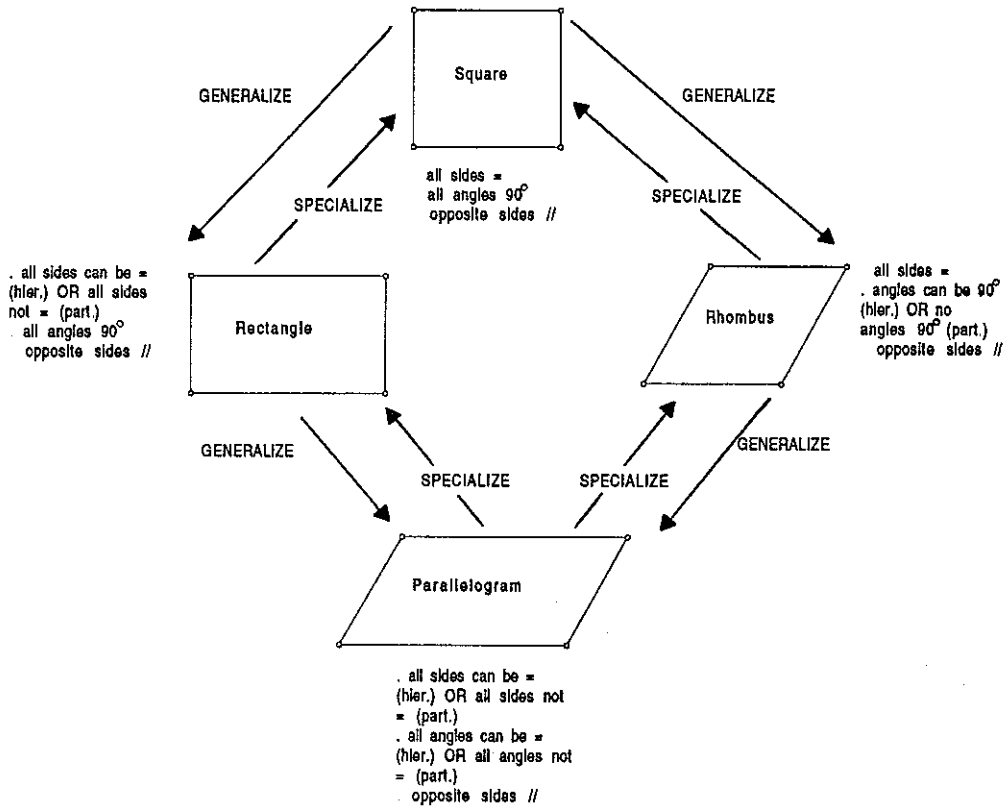 Square
GENERALIZE
GENERALIZE
SPECIALIZE
SPECIALIZE
all sides =
all angles 90°
opposite sides //
. all sides can be =
(hier.) OR all sides
not = (part.)
. all angles 90°
opposite sides //
Rectangle
Rhombus
all sides =
. angles can be 90°
(hier.) OR no
angles 90° (part.)
opposite sides //
GENERALIZE
SPECIALIZE
SPECIALIZE
GENERALIZE
Parallelogram
. all sides can be =
(hier.) OR all sides not
= (part.)
. all angles can be =
(hier.) OR all angles not
= (part.)
. opposite sides //